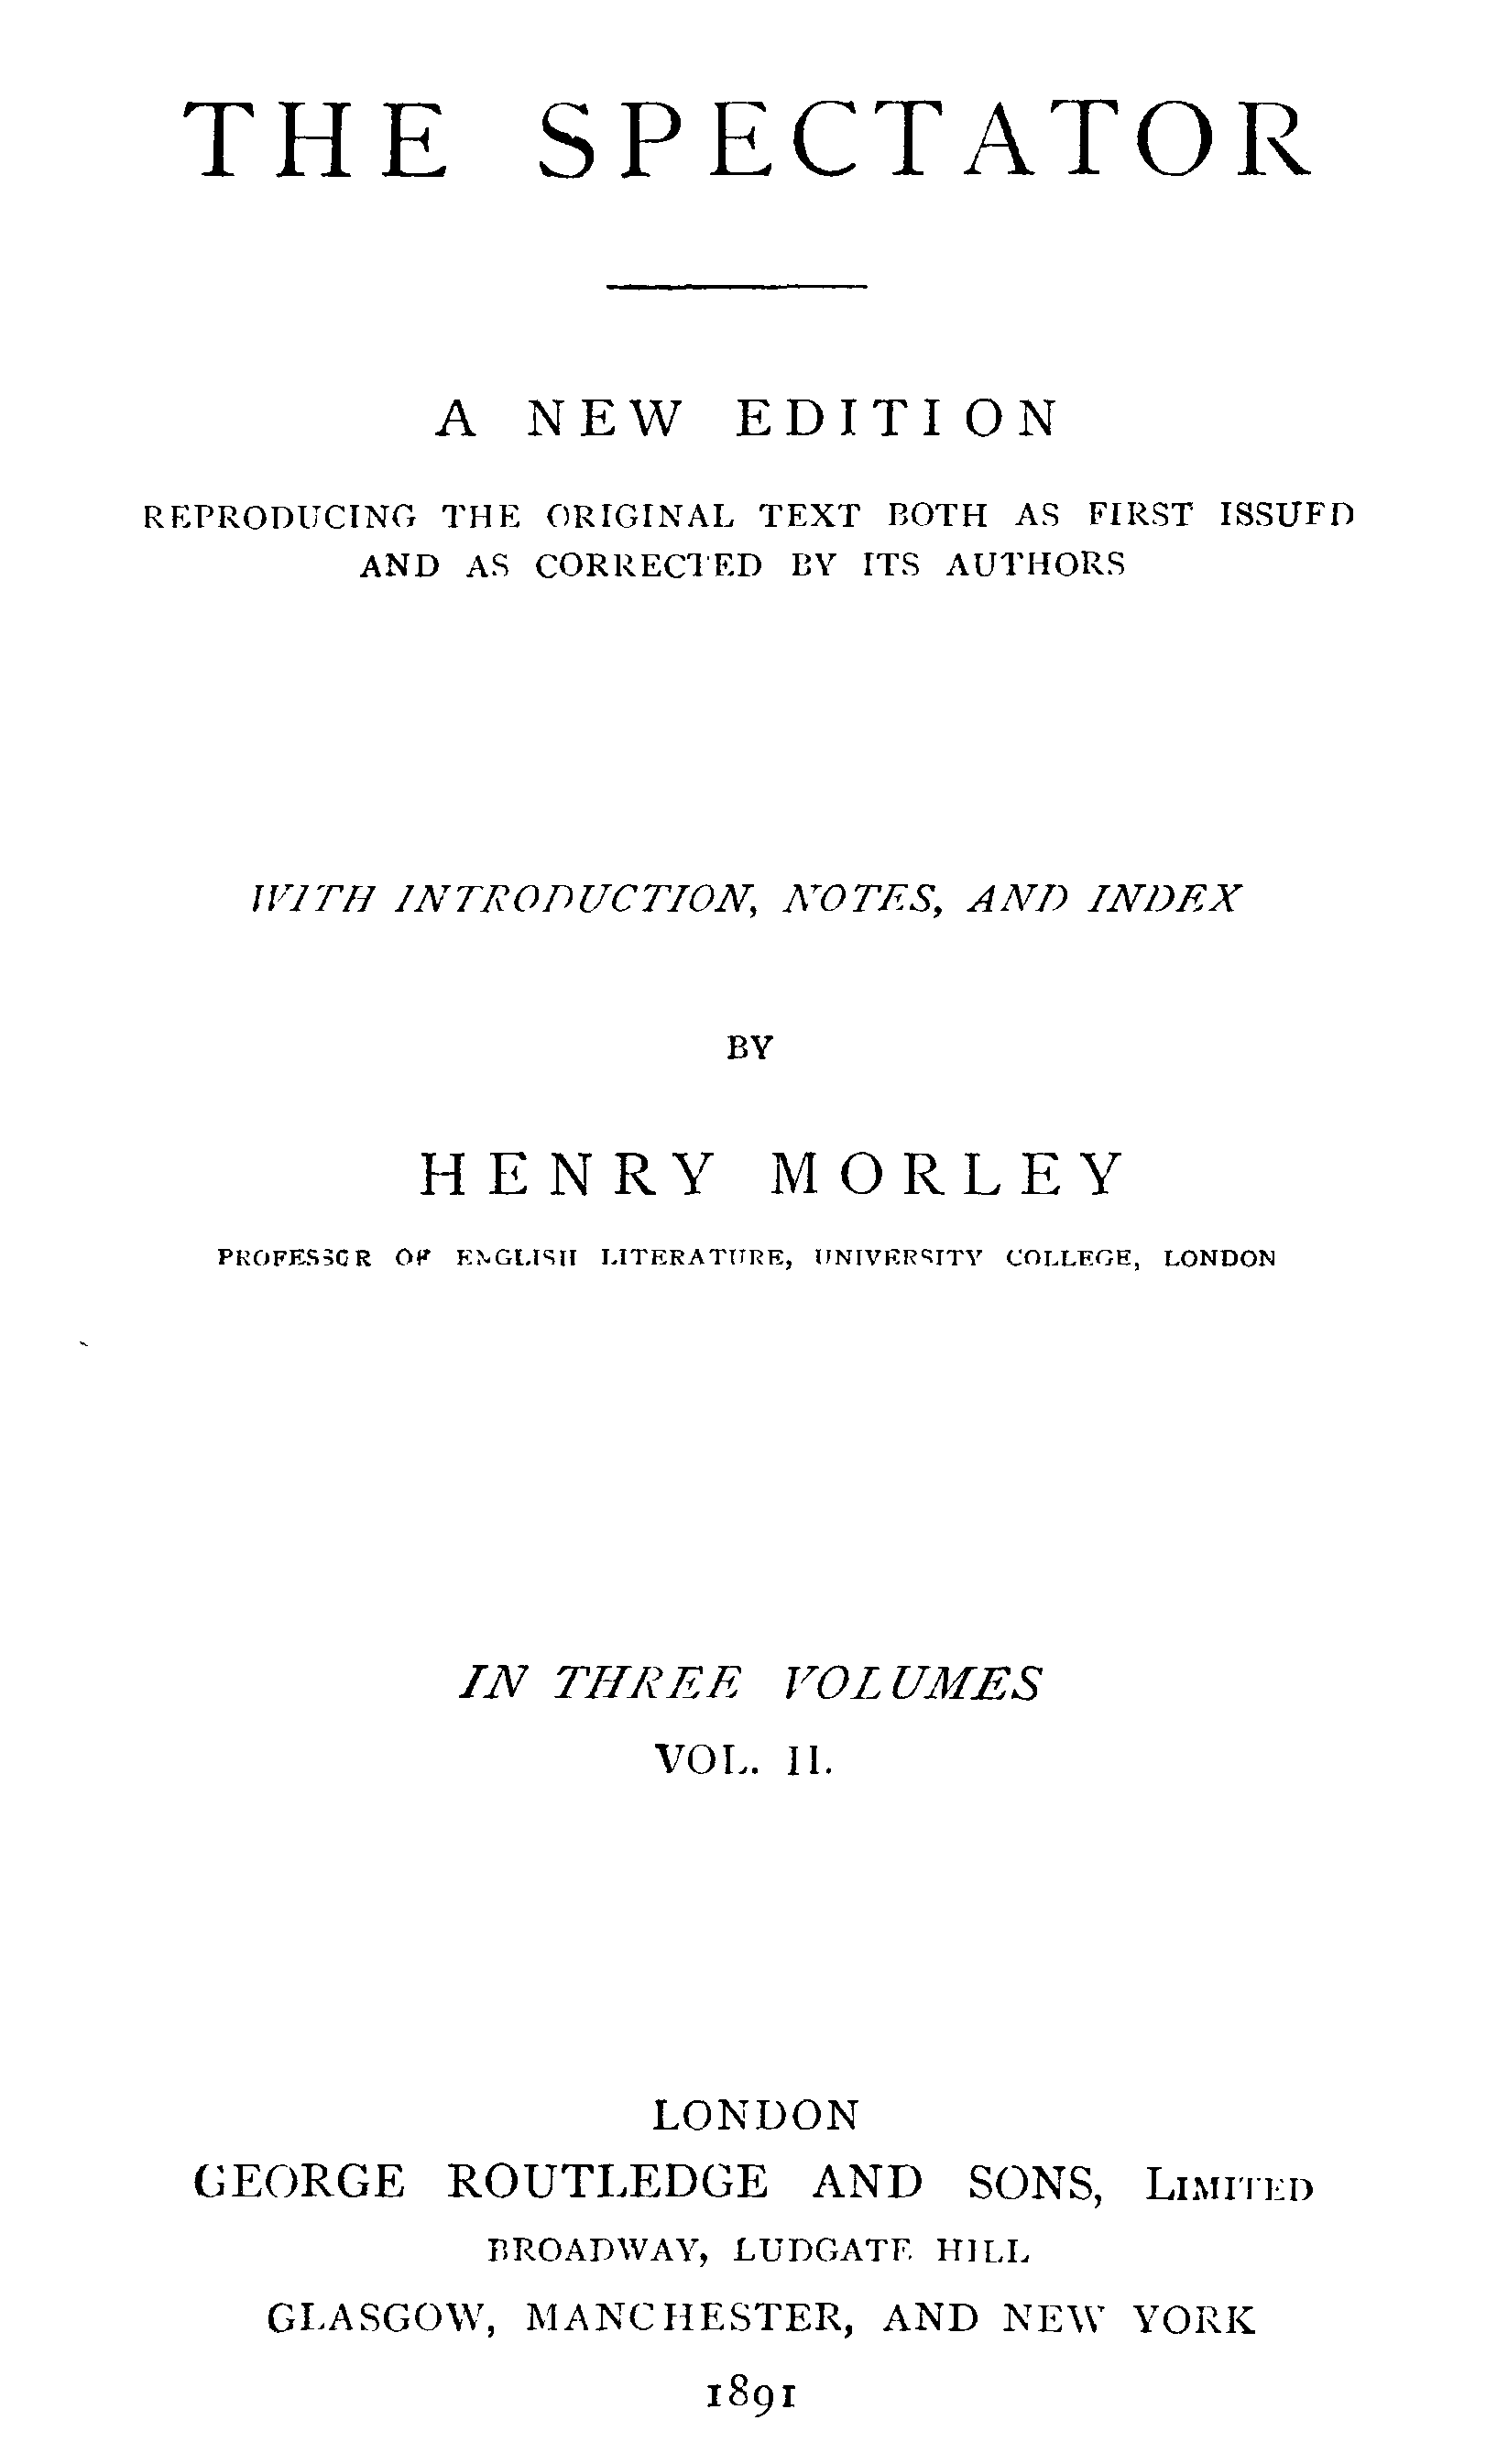 THE SPECTATOR
A NEW EDITION
REPRODUCING THE ORIGINAL TEXT BOTH AS FIRST ISSUED
AND AS CORRECTED BY ITS AUTHORS
WITH INTRODUCTION, NOTES, AND INDEX
BY
HENRY MORLEY
PROFESSOR OF ENGLISH LITERATURE, UNIVERSITY COLLEGE, LONDON
IN THREE VOLUMES
VOL. II.
LONDON
GEORGE ROUTLEDGE AND SONS, LIMITED
BROADWAY, LUDGATE HILL
GLASGOW, MANCHESTER, AND NEW YORK
1891